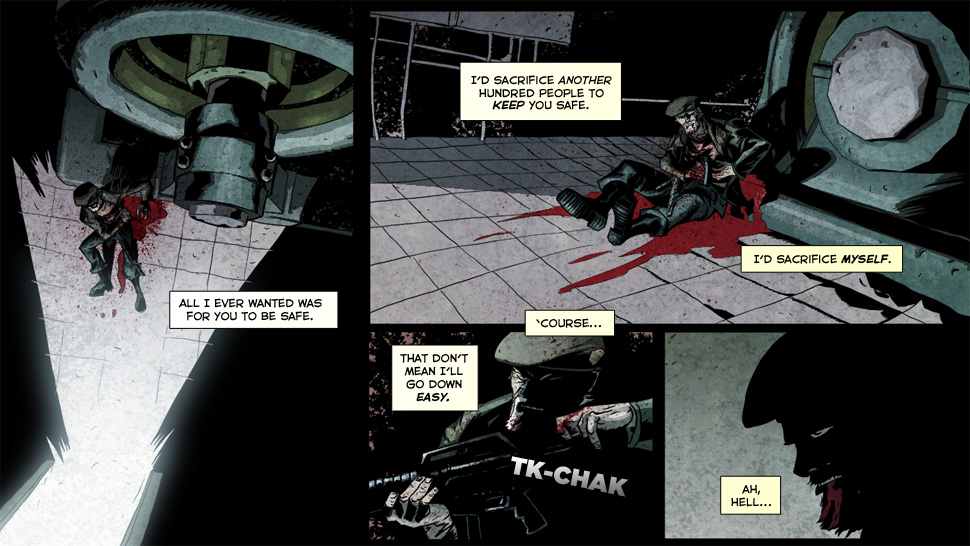 ALL I EVER WANTED WAS
FOR YOU TO BE SAFE.
I'D SACRIFICE ANOTHER
HUNDRED PEOPLE TO
KEEP YOU SAFE.
I'D SACRIFICE MYSELF.
'COURSE...
THAT DON'T
MEAN I'LL
GO DOWN
EASY.
TK-CHAK
AH,
HELL...